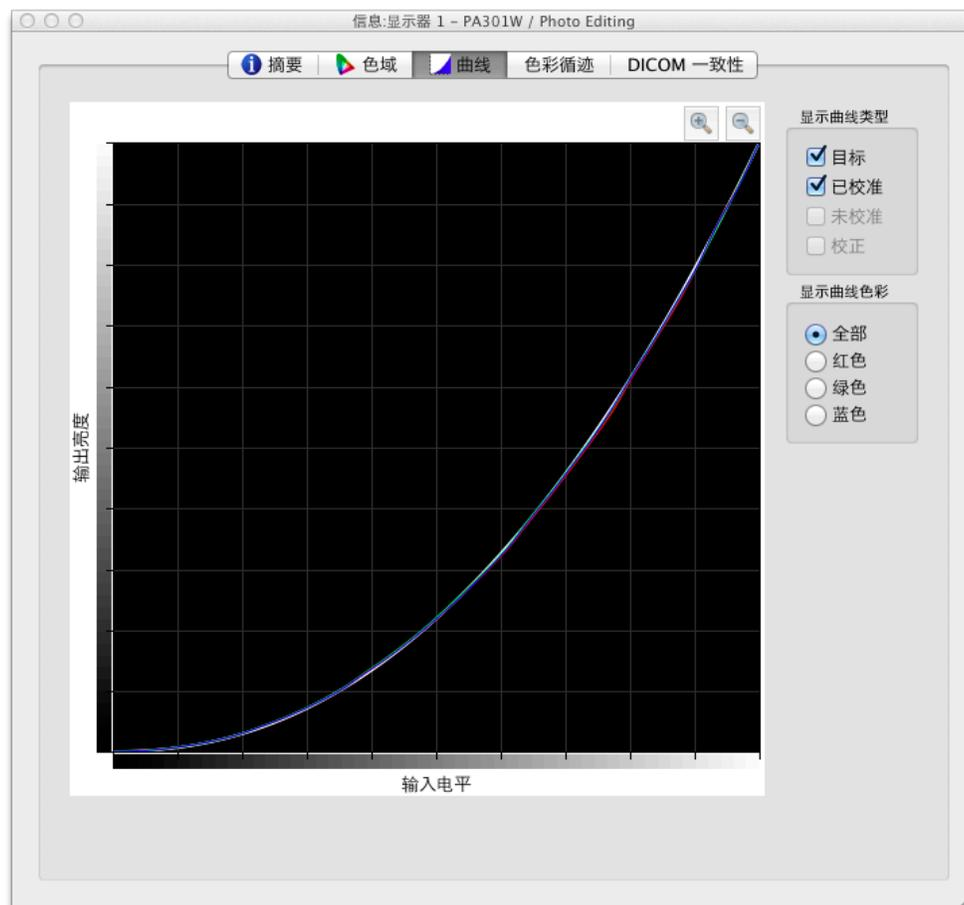 信息:显示器 1 – PA301W / Photo Editing
摘要
色域
曲线
色彩循迹
DICOM 一致性
显示曲线类型
目标
已校准
未校准
校正
显示曲线色彩
全部
红色
绿色
蓝色
输出亮度
输入电平